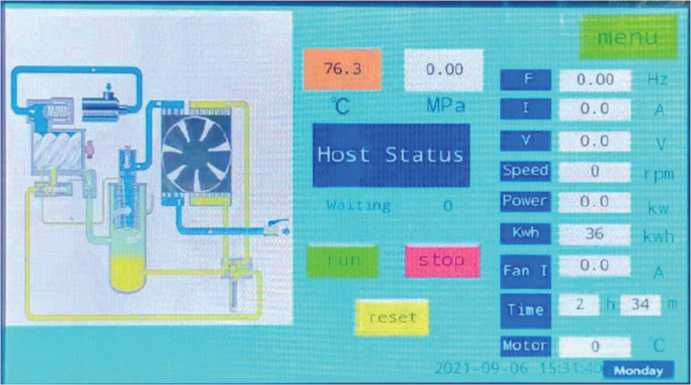 menu
76.3 0.00
℃ MPa
Host Status
Waiting 0
run stop
reset
F 0.00 Hz
I 0.0 A
V 0.0 V
Speed 0 rpm
Power 0.0 kw
Kwh 36 kwh
Fan I 0.0 A
Time 2 h 34 m
Motor 0 ℃
2021-09-06 15:31:40 Monday